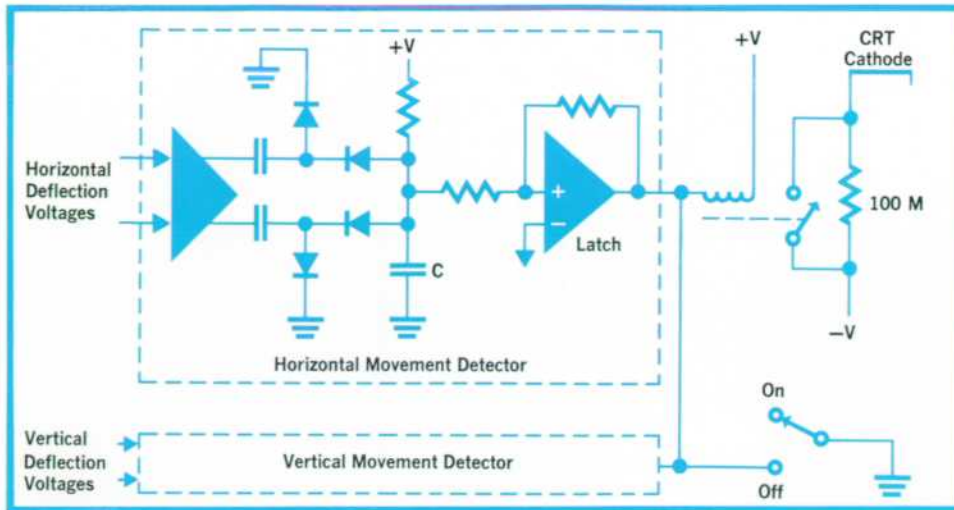 +V
+V
CRT
Cathode
Horizontal
Deflection
Voltages
+
−
Latch
100 M
C
−V
Horizontal Movement Detector
On
Vertical
Deflection
Voltages
Vertical Movement Detector
Off